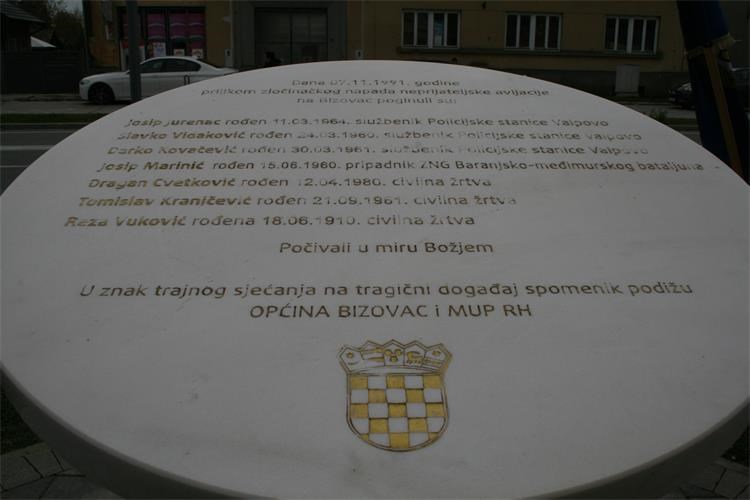 Dana 07.11.1991. godine
prilikom zločinačkog napada neprijateljske avijacije
na Bizovac poginuli su:
Josip Jurenac rođen 11.03.1964. službenik Policijske stanice Valpovo
Slavko Vidaković rođen 24.03.1960. službenik Policijske stanice Valpovo
Darko Kovačević rođen 30.03.1961. službenik Policijske stanice Valpovo
Josip Marinić rođen 15.06.1960. pripadnik ZNG Baranjsko-međimurskog bataljuna
Dragan Cvetković rođen 12.04.1980. civilna žrtva
Tomislav Kraničević rođen 21.09.1961. civilna žrtva
Reza Vuković rođena 18.06.1910. civilna žrtva
Počivali u miru Božjem
U znak trajnog sjećanja na tragični događaj spomenik podižu
OPĆINA BIZOVAC i MUP RH